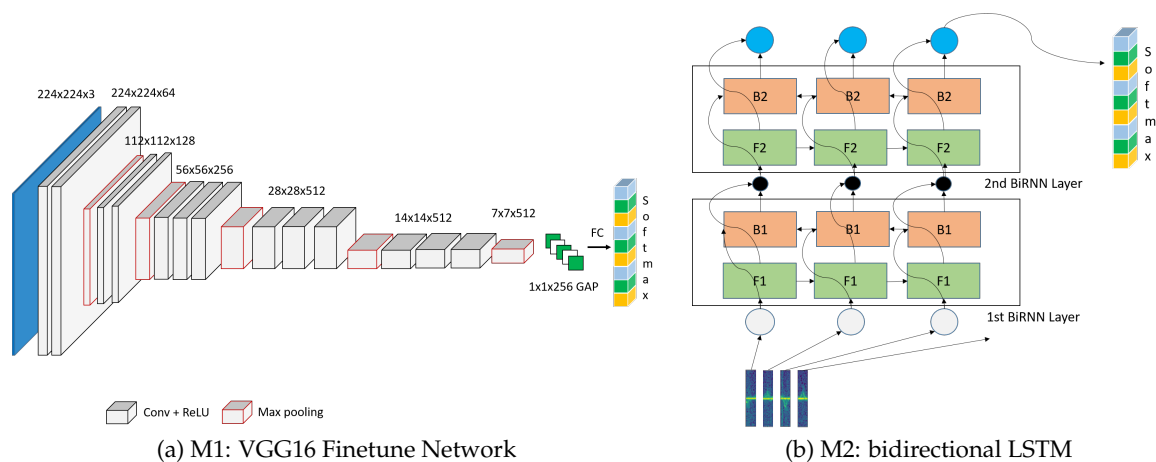 224x224x3
224x224x64
112x112x128
56x56x256
28x28x512
14x14x512
7x7x512
1x1x256 GAP
FC
Softmax
Conv + ReLU
Max pooling
(a) M1: VGG16 Finetune Network
B2 B2 B2
F2 F2 F2
2nd BiRNN Layer
B1 B1 B1
F1 F1 F1
1st BiRNN Layer
Softmax
(b) M2: bidirectional LSTM